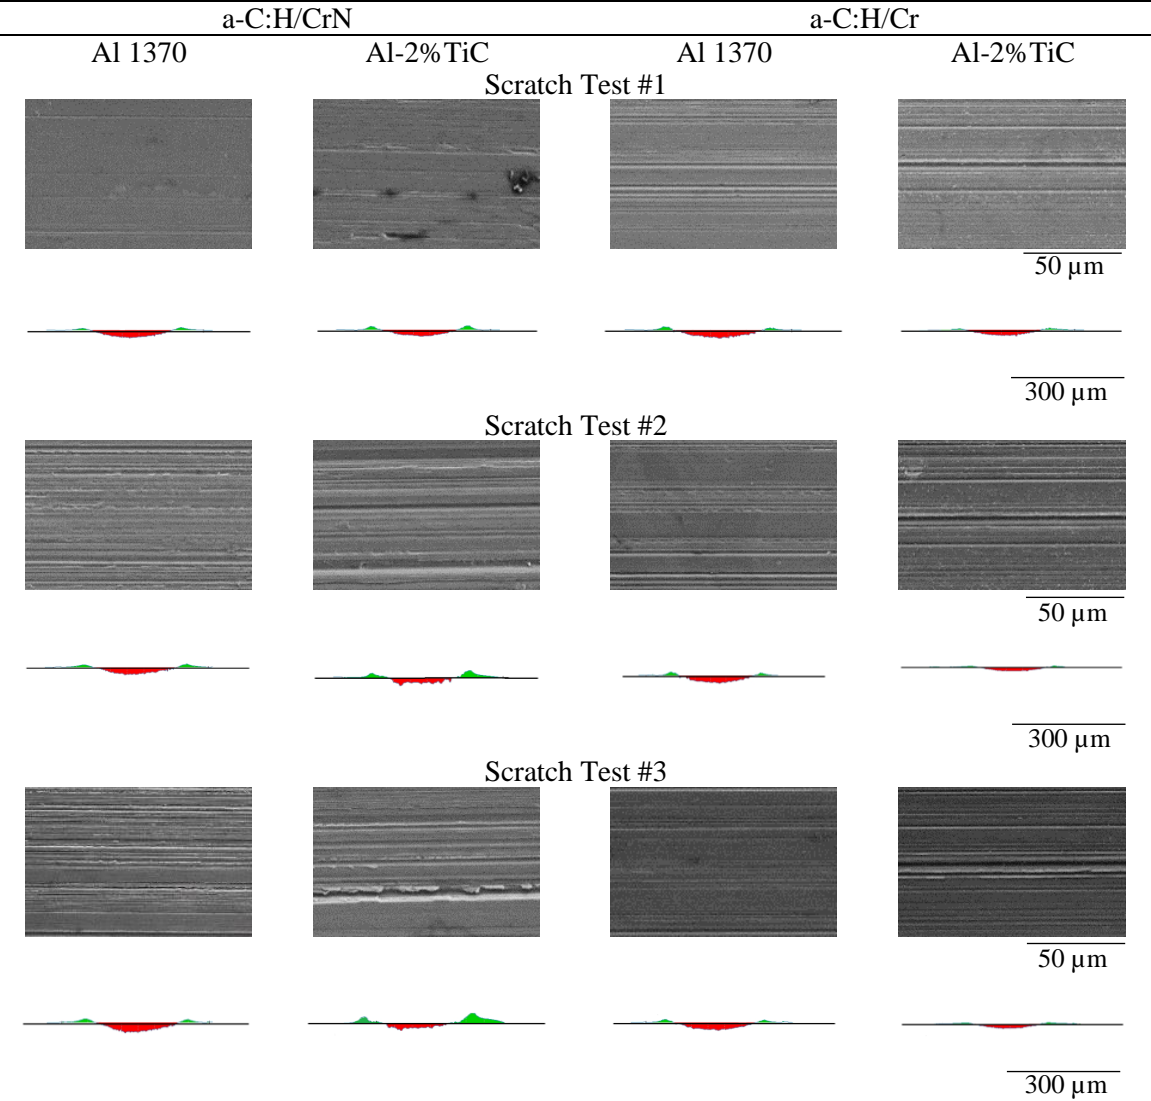 a-C:H/CrN a-C:H/Cr
Al 1370 Al-2%TiC Al 1370 Al-2%TiC
Scratch Test #1
50 µm
300 µm
Scratch Test #2
50 µm
300 µm
Scratch Test #3
50 µm
300 µm